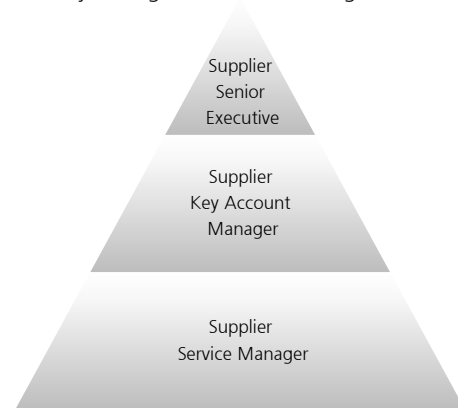 Supplier
Senior
Executive
Supplier
Key Account
Manager
Supplier
Service Manager